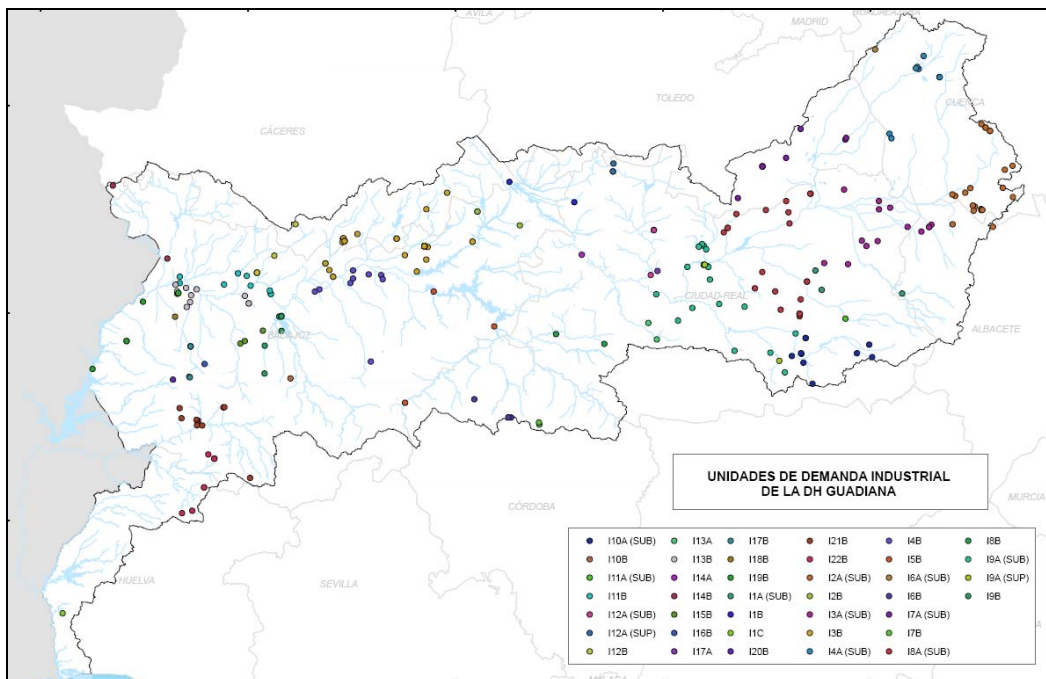 ÁVILA
MADRID
GUADALAJARA
TOLEDO
CUENCA
CÁCERES
CIUDAD-REAL
BADAJOZ
ALBACETE
UNIDADES DE DEMANDA INDUSTRIAL
DE LA DH GUADIANA
MURCIA
CÓRDOBA
HUELVA
SEVILLA
MÁLAGA
I10A (SUB) I13A I17B I21B I4B I8B
I10B I13B I18B I22B I5B I9A (SUB)
I11A (SUB) I14A I19B I2A (SUB) I6A (SUB) I9A (SUP)
I11B I14B I1A (SUB) I2B I6B I9B
I12A (SUB) I15B I1B I3A (SUB) I7A (SUB)
I12A (SUP) I16B I1C I3B I7B
I12B I17A I20B I4A (SUB) I8A (SUB)